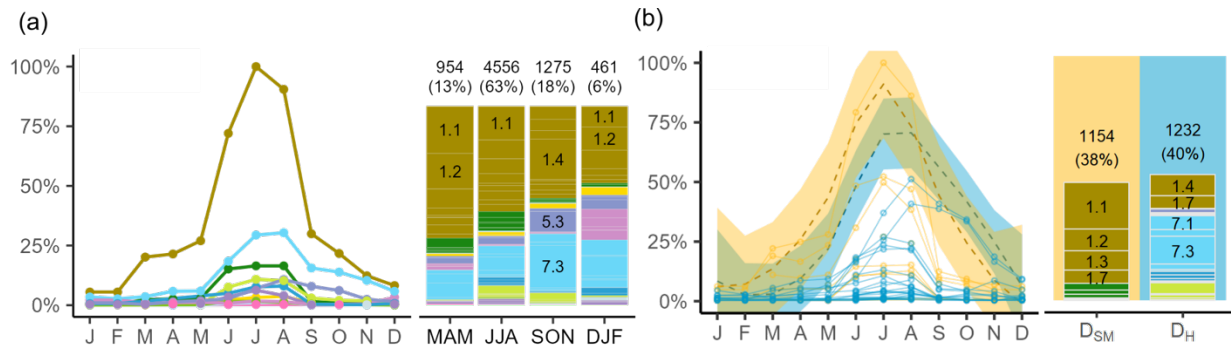 (a)
100%
75%
50%
25%
0%
J F M A M J J A S O N D
954 4556 1275 461
(13%) (63%) (18%) (6%)
1.1 1.1 1.1
1.2
1.2 1.4
5.3
7.3
MAM JJA SON DJF
(b)
100%
75%
50%
25%
0%
J F M A M J J A S O N D
1154 1232
(38%) (40%)
1.4
1.1 1.7
7.1
1.2
1.3 7.3
1.7
DSM DH